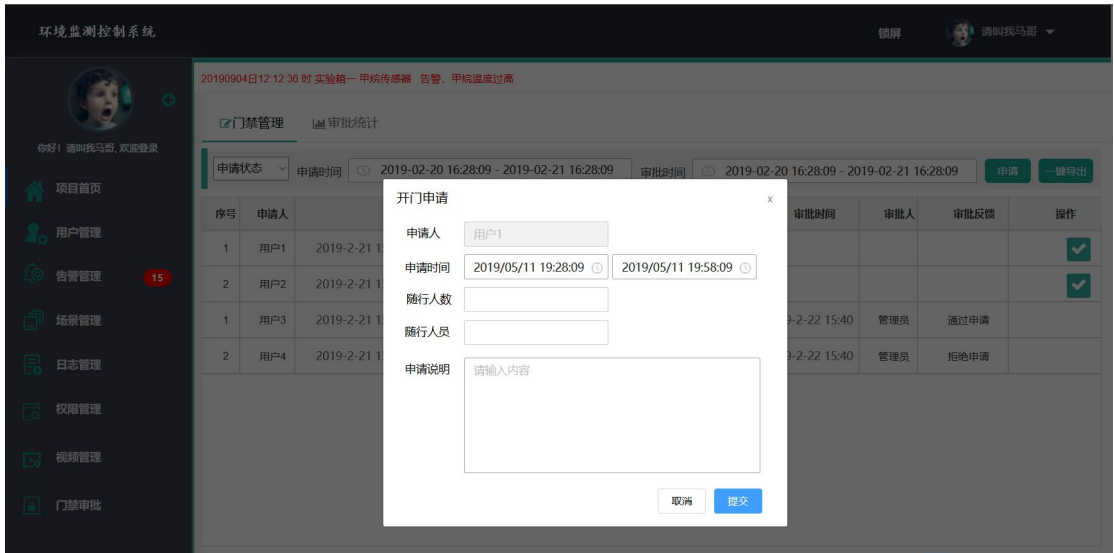 环境监测控制系统
锁屏 请叫我马哥
20190904日12:12:36 时 实验箱一 甲烷传感器 告警，甲烷温度过高
你好！请叫我马哥, 欢迎登录
门禁管理 审批统计
申请状态 申请时间 2019-02-20 16:28:09 - 2019-02-21 16:28:09 审批时间 2019-02-20 16:28:09 - 2019-02-21 16:28:09 申请 一键导出
项目首页
用户管理
告警管理 15
场景管理
日志管理
权限管理
视频管理
门禁审批
序号 申请人 审批时间 审批人 审批反馈 操作
1 用户1 2019-2-21 1
2 用户2 2019-2-21 1
1 用户3 2019-2-21 1 9-2-22 15:40 管理员 通过申请
2 用户4 2019-2-21 1 9-2-22 15:40 管理员 拒绝申请
开门申请 x
申请人 用户1
申请时间 2019/05/11 19:28:09 2019/05/11 19:58:09
随行人数
随行人员
申请说明 请输入内容
取消 提交